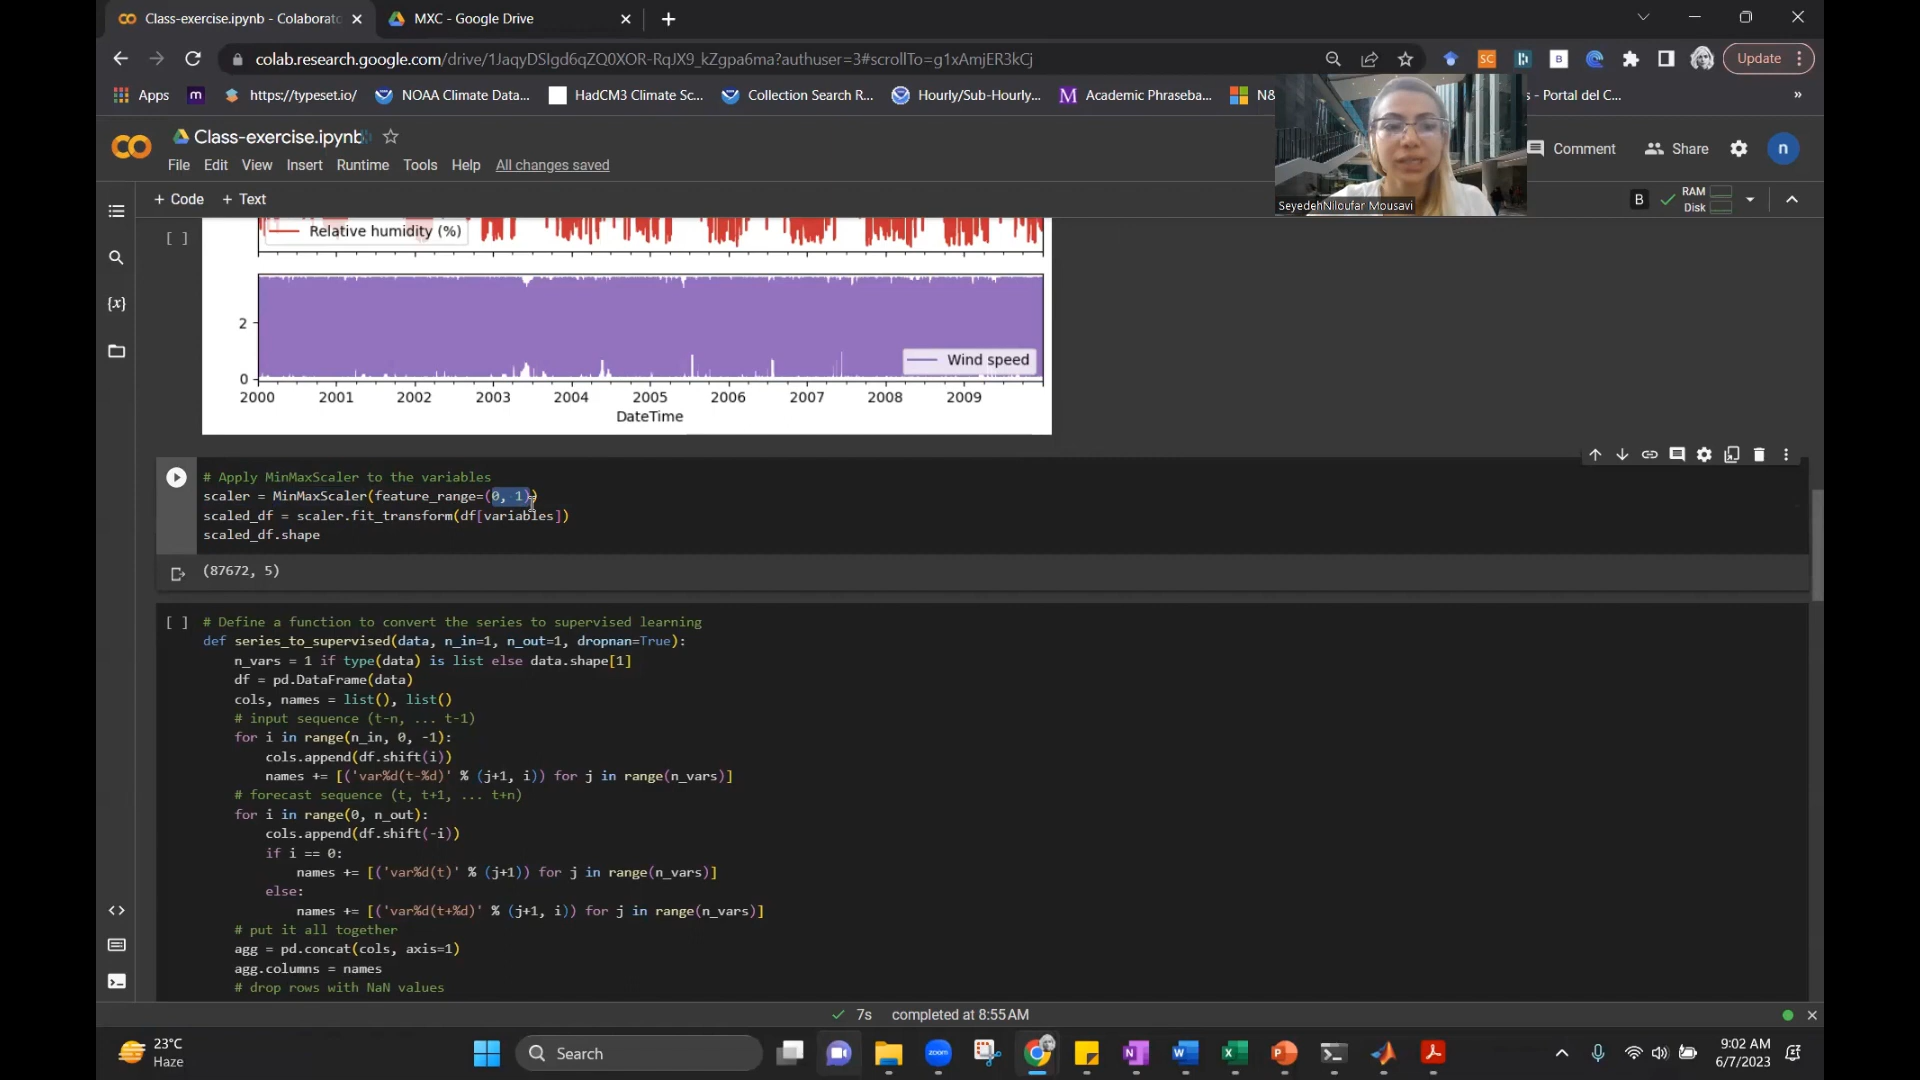 Class-exercise.ipynb - Colaborato
MXC - Google Drive
colab.research.google.com/drive/1JaqyDSIgd6qZQ0XOR-RqJX9_kZgpa6ma?authuser=3#scrollTo=g1xAmjER3kCj
SC
B
Update
Apps
m
https://typeset.io/
NOAA Climate Data...
HadCM3 Climate Sc...
Collection Search R...
Hourly/Sub-Hourly...
M
Academic Phraseba...
N&
- Portal del C...
»
Class-exercise.ipynb
File Edit View Insert Runtime Tools Help All changes saved
Comment
Share
n
SeyedehNiloufar Mousavi
+ Code + Text
B
RAM
Disk
{x}
[ ]
Relative humidity (%)
2
0
Wind speed
2000 2001 2002 2003 2004 2005 2006 2007 2008 2009
DateTime
# Apply MinMaxScaler to the variables
scaler = MinMaxScaler(feature_range=(0, 1))
scaled_df = scaler.fit_transform(df[variables])
scaled_df.shape
(87672, 5)
[ ]
# Define a function to convert the series to supervised learning
def series_to_supervised(data, n_in=1, n_out=1, dropnan=True):
n_vars = 1 if type(data) is list else data.shape[1]
df = pd.DataFrame(data)
cols, names = list(), list()
# input sequence (t-n, ... t-1)
for i in range(n_in, 0, -1):
cols.append(df.shift(i))
names += [('var%d(t-%d)' % (j+1, i)) for j in range(n_vars)]
# forecast sequence (t, t+1, ... t+n)
for i in range(0, n_out):
cols.append(df.shift(-i))
if i == 0:
names += [('var%d(t)' % (j+1)) for j in range(n_vars)]
else:
names += [('var%d(t+%d)' % (j+1, i)) for j in range(n_vars)]
# put it all together
agg = pd.concat(cols, axis=1)
agg.columns = names
# drop rows with NaN values
7s completed at 8:55 AM
23°C
Haze
Search
zoom
9:02 AM
6/7/2023